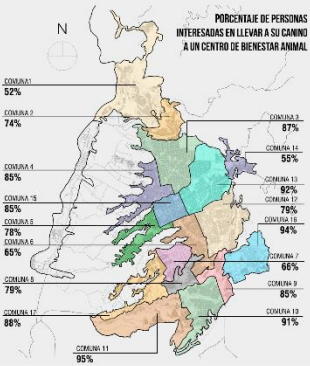 PORCENTAJE DE PERSONAS
INTERESADAS EN LLEVAR A SU CANINO
A UN CENTRO DE BIENESTAR ANIMAL
N
COMUNA 1
52%
COMUNA 2
74%
COMUNA 3
87%
COMUNA 14
55%
COMUNA 4
85%
COMUNA 13
92%
COMUNA 15
85%
COMUNA 12
79%
COMUNA 5
78%
COMUNA 16
94%
COMUNA 6
65%
COMUNA 7
66%
COMUNA 8
79%
COMUNA 9
85%
COMUNA 17
88%
COMUNA 10
91%
COMUNA 11
95%